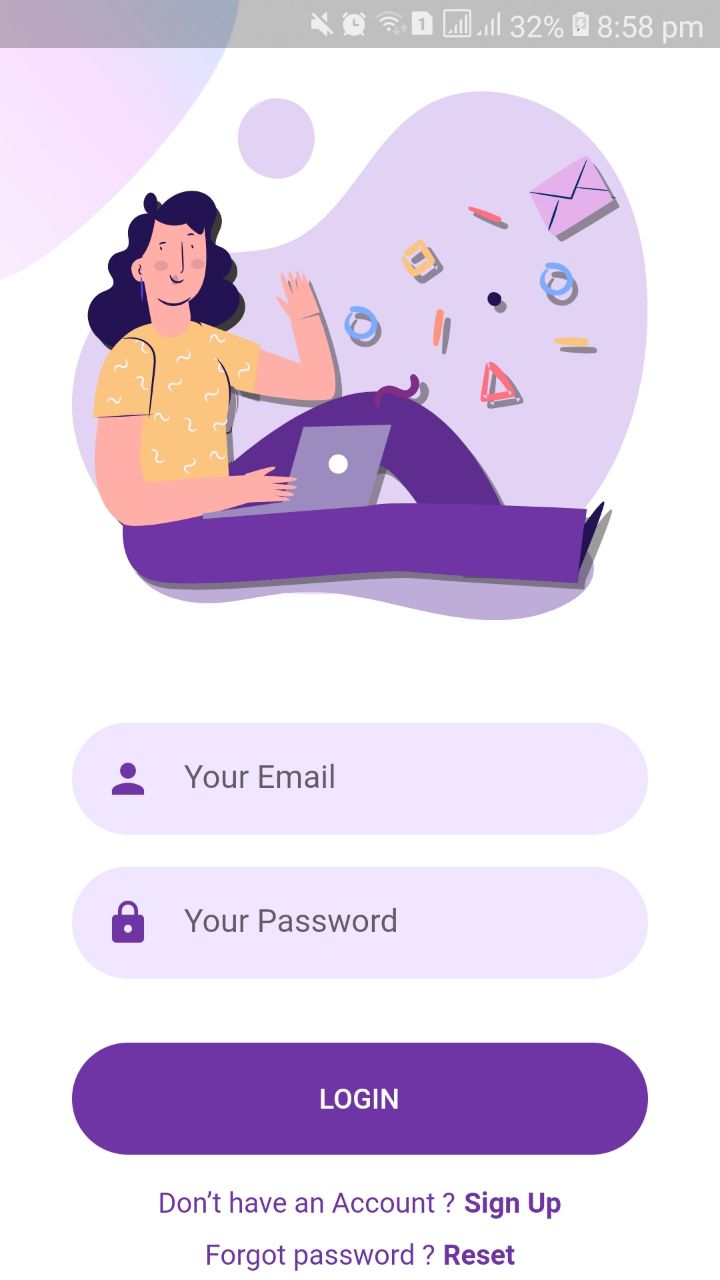 1 32% 8:58 pm
Your Email
Your Password
LOGIN
Don’t have an Account ? Sign Up
Forgot password ? Reset